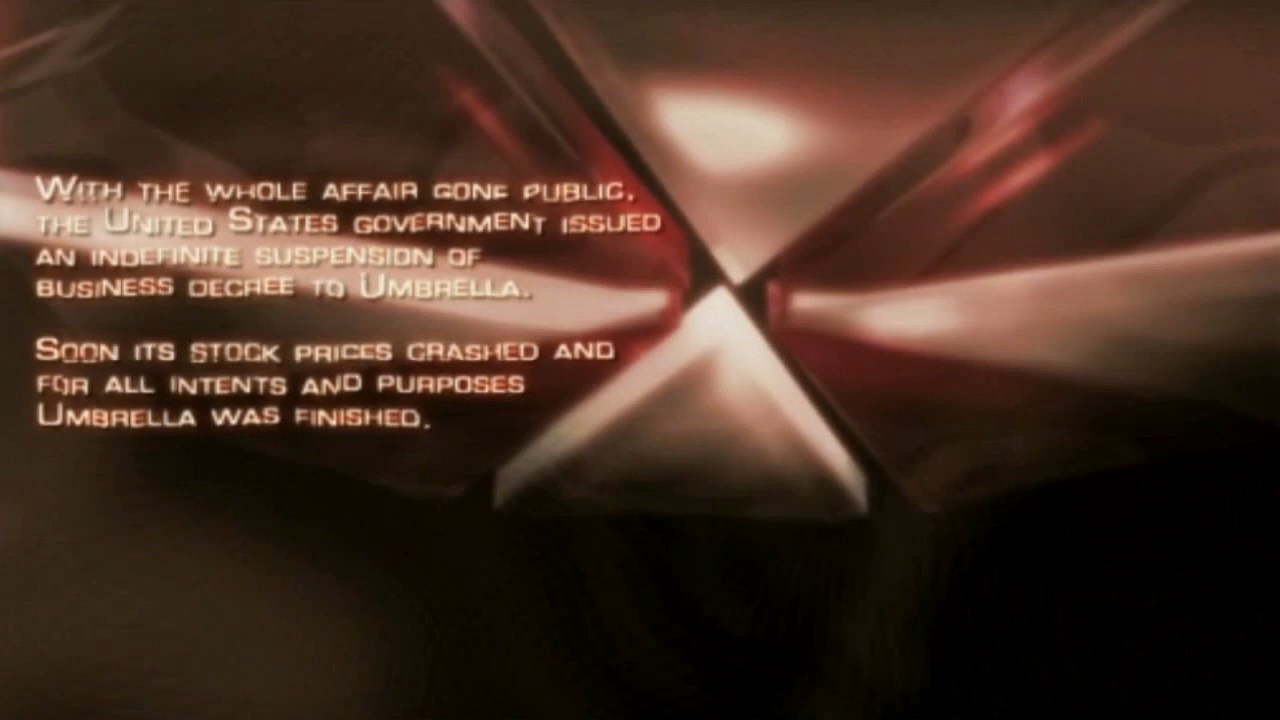 With the whole affair gone public,
the United States government issued
an indefinite suspension of
business decree to Umbrella.
Soon its stock prices crashed and
for all intents and purposes
Umbrella was finished.